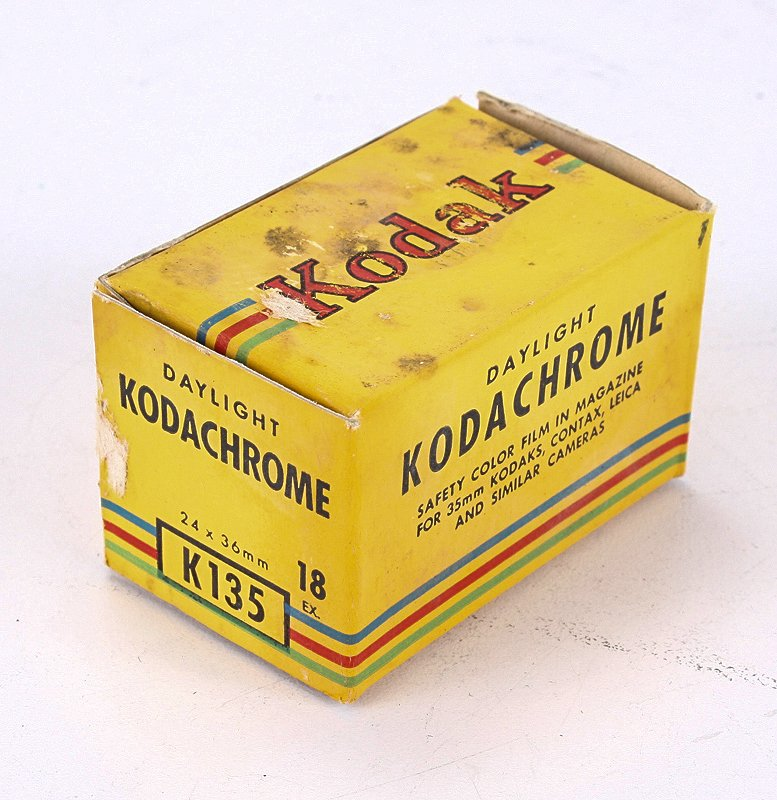 Kodak
DAYLIGHT
KODACHROME
24 x 36mm
18
EX.
K135
DAYLIGHT
KODACHROME
SAFETY COLOR FILM IN MAGAZINE
FOR 35mm KODAKS, CONTAX, LEICA
AND SIMILAR CAMERAS